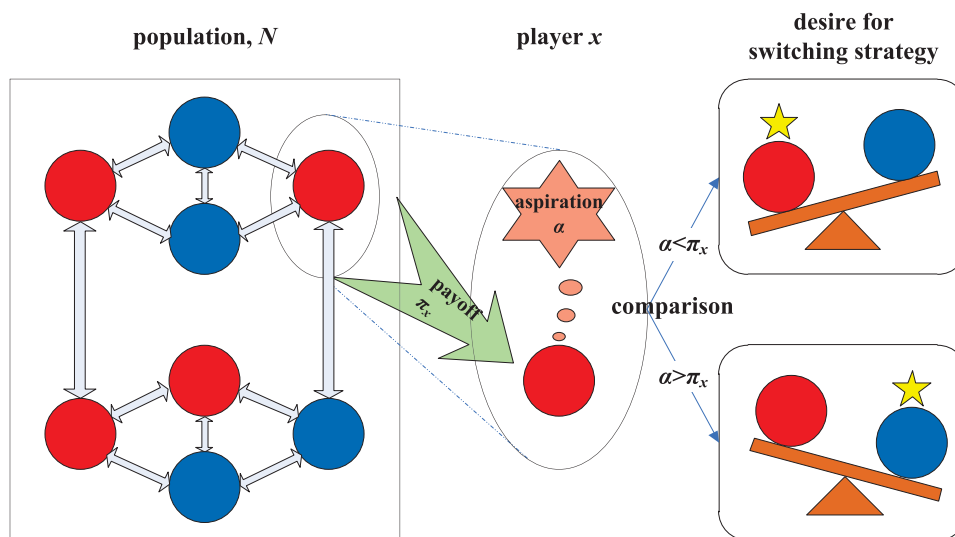 population, N
player x
desire for
switching strategy
aspiration
α
payoff
πx
α<πx
comparison
α>πx